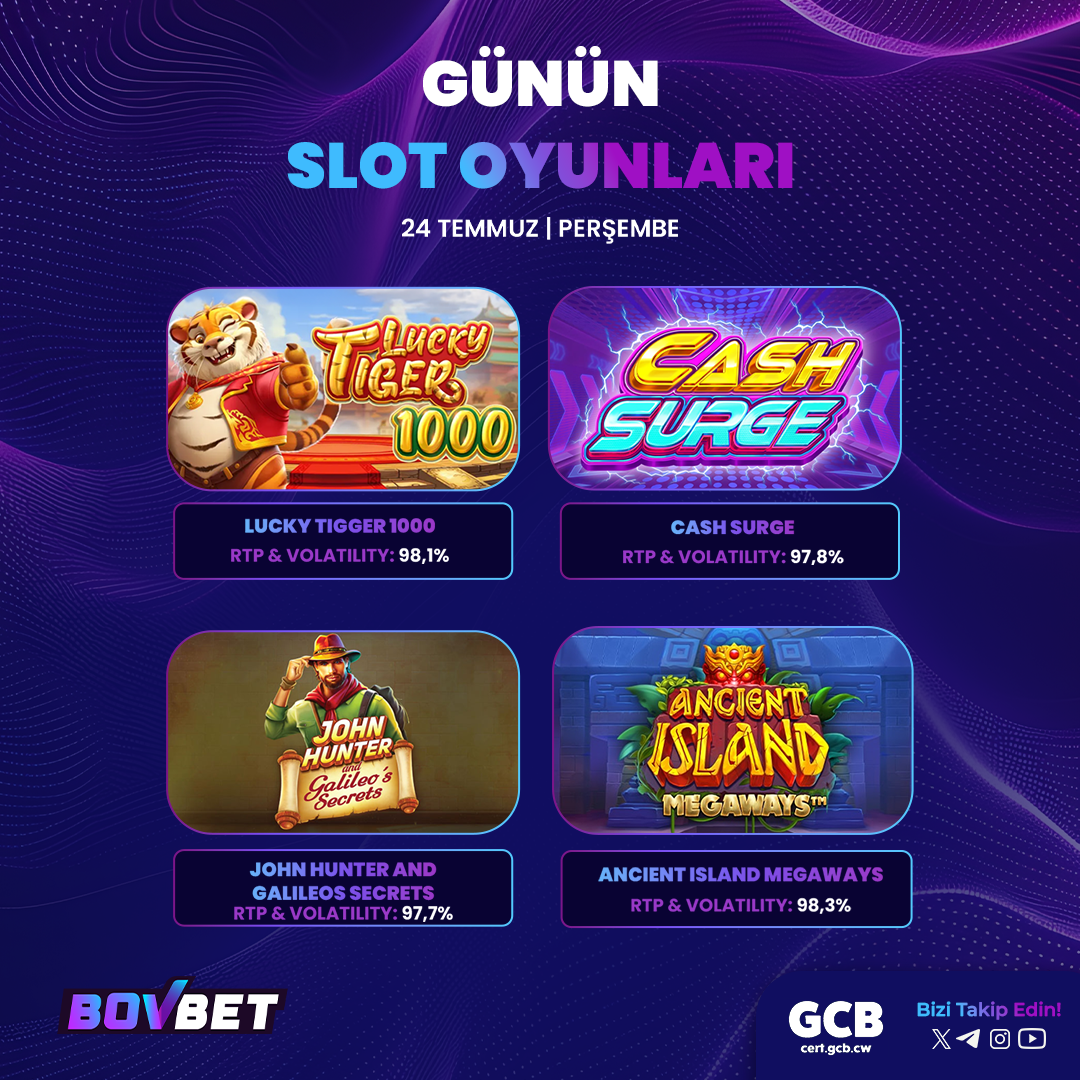 GÜNÜN
SLOT OYUNLARI
24 TEMMUZ | PERŞEMBE
LUCKY
TIGER
1000
CASH
SURGE
LUCKY TIGGER 1000
RTP & VOLATILITY: 98,1%
CASH SURGE
RTP & VOLATILITY: 97,8%
JOHN
HUNTER
and
Galileo's
Secrets
ANCIENT
ISLAND
MEGAWAYS™
JOHN HUNTER AND
GALILEOS SECRETS
RTP & VOLATILITY: 97,7%
ANCIENT ISLAND MEGAWAYS
RTP & VOLATILITY: 98,3%
BOVBET
GCB
cert.gcb.cw
Bizi Takip Edin!